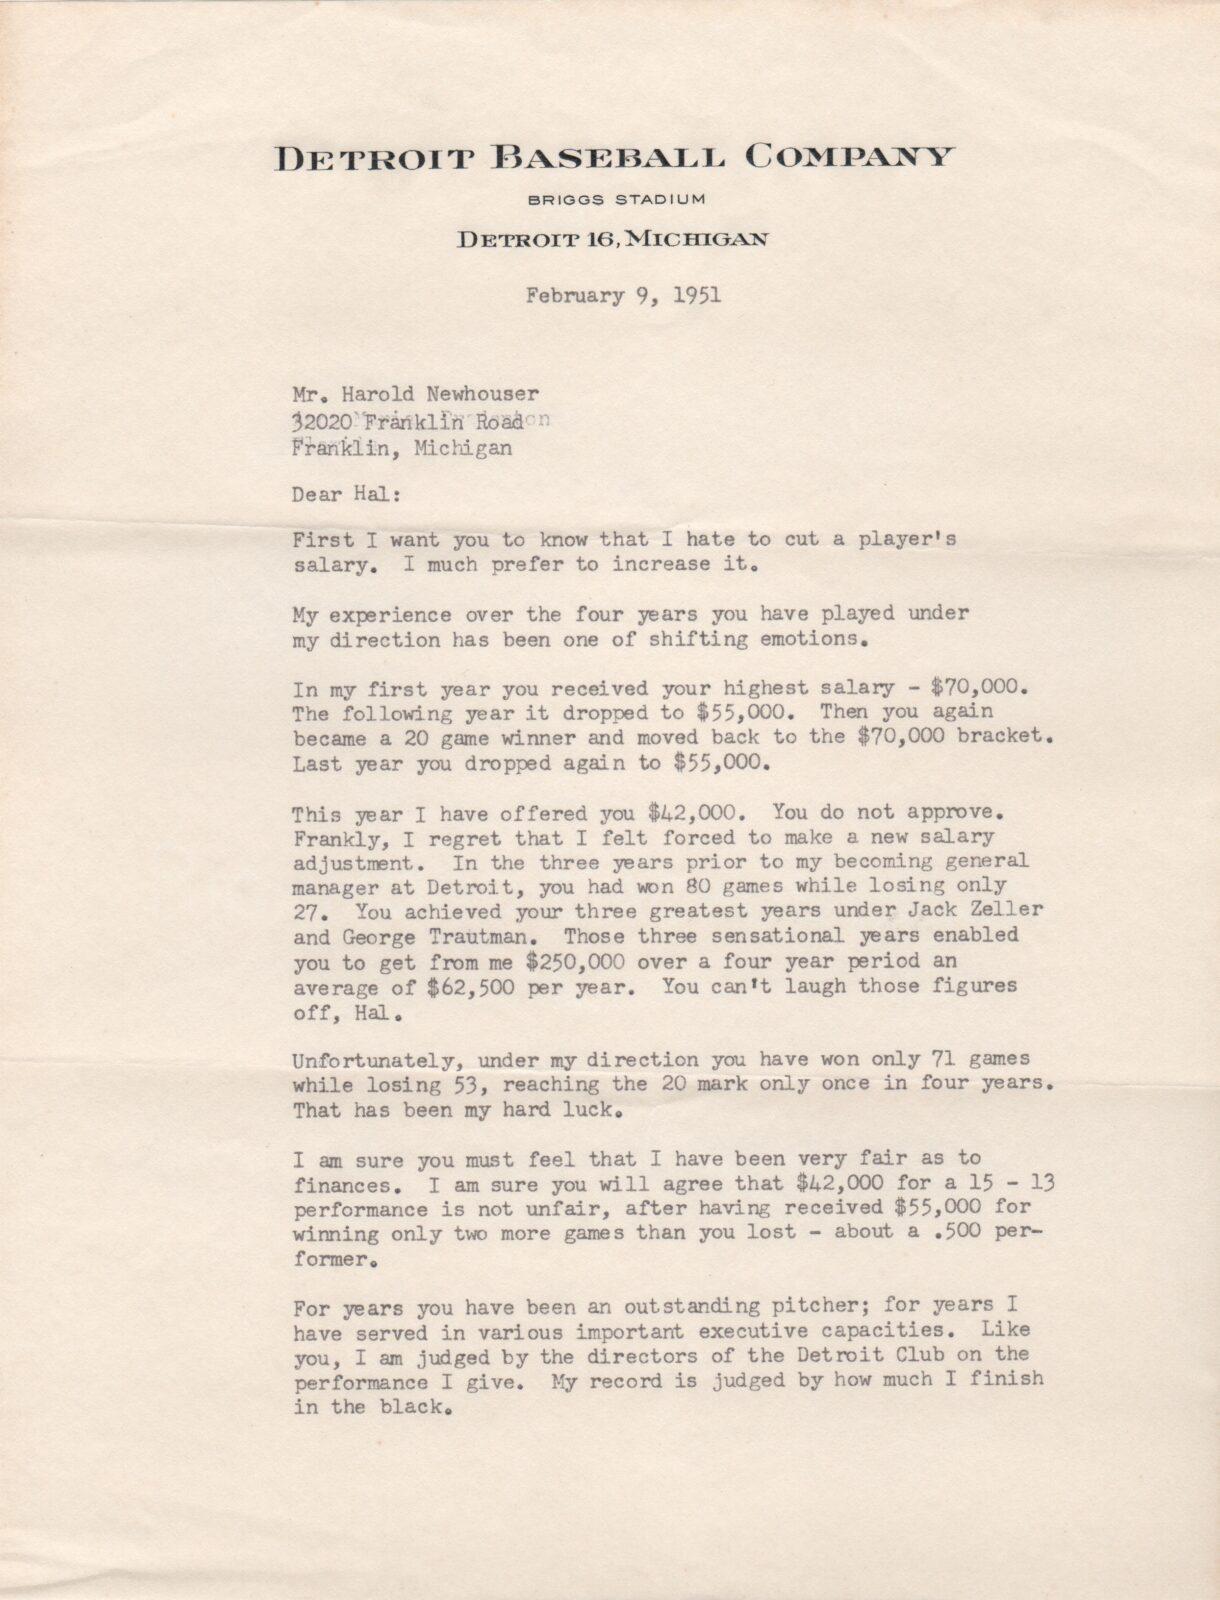 DETROIT BASEBALL COMPANY
BRIGGS STADIUM
DETROIT 16, MICHIGAN
February 9, 1951
Mr. Harold Newhouser
32020 Franklin Road
Franklin, Michigan
Dear Hal:
First I want you to know that I hate to cut a player's
salary. I much prefer to increase it.
My experience over the four years you have played under
my direction has been one of shifting emotions.
In my first year you received your highest salary - $70,000.
The following year it dropped to $55,000. Then you again
became a 20 game winner and moved back to the $70,000 bracket.
Last year you dropped again to $55,000.
This year I have offered you $42,000. You do not approve.
Frankly, I regret that I felt forced to make a new salary
adjustment. In the three years prior to my becoming general
manager at Detroit, you had won 80 games while losing only
27. You achieved your three greatest years under Jack Zeller
and George Trautman. Those three sensational years enabled
you to get from me $250,000 over a four year period an
average of $62,500 per year. You can't laugh those figures
off, Hal.
Unfortunately, under my direction you have won only 71 games
while losing 53, reaching the 20 mark only once in four years.
That has been my hard luck.
I am sure you must feel that I have been very fair as to
finances. I am sure you will agree that $42,000 for a 15 - 13
performance is not unfair, after having received $55,000 for
winning only two more games than you lost - about a .500 per-
former.
For years you have been an outstanding pitcher; for years I
have served in various important executive capacities. Like
you, I am judged by the directors of the Detroit Club on the
performance I give. My record is judged by how much I finish
in the black.